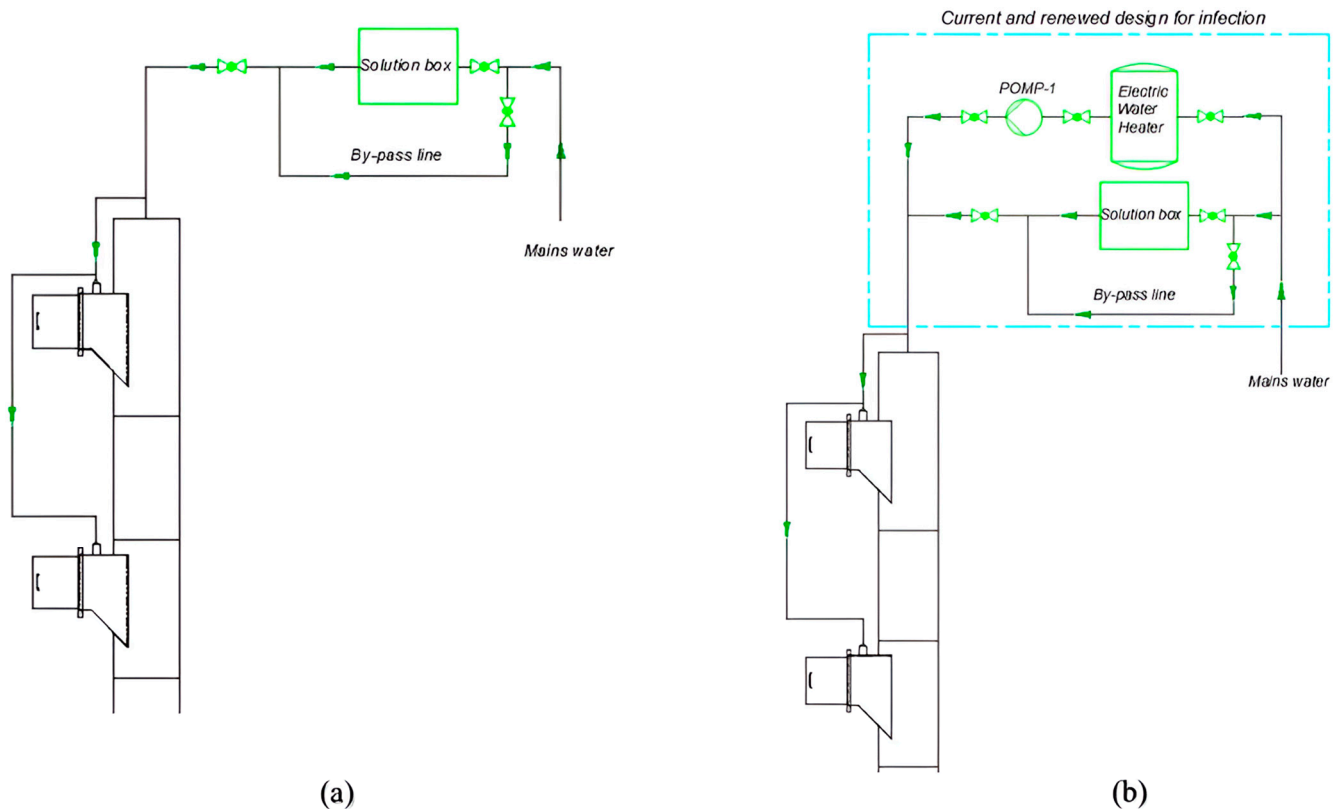 Solution box
By-pass line
Mains water
(a)
Current and renewed design for infection
POMP-1
Electric
Water
Heater
Solution box
By-pass line
Mains water
(b)